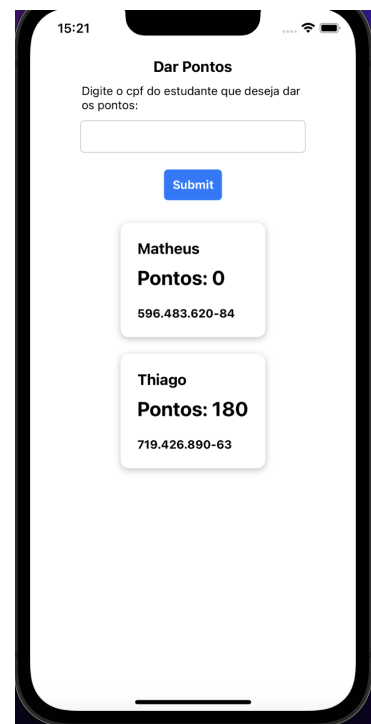 15:21
Dar Pontos
Digite o cpf do estudante que deseja dar
os pontos:
Submit
Matheus
Pontos: 0
596.483.620-84
Thiago
Pontos: 180
719.426.890-63